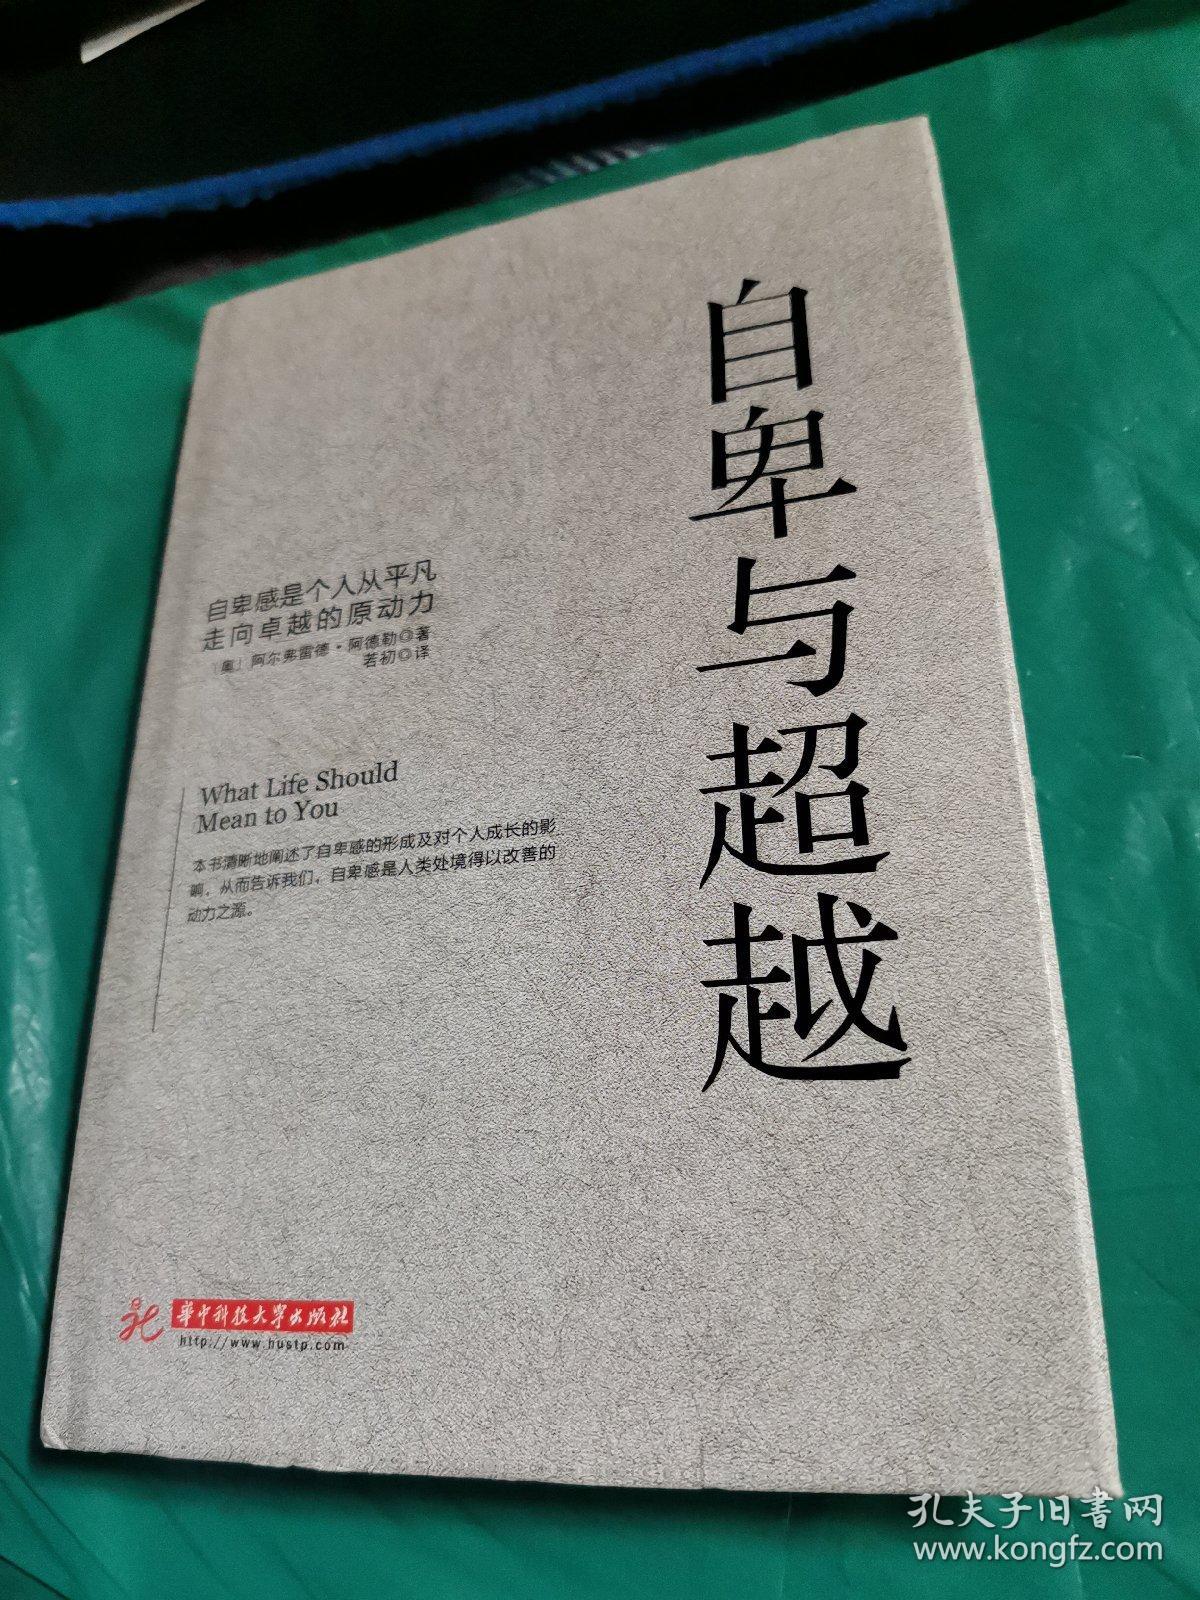 自卑与超越
自卑感是个人从平凡
走向卓越的原动力
［奥］阿尔弗雷德·阿德勒◎著
若初◎译
What Life Should
Mean to You
本书清晰地阐述了自卑感的形成及对个人成长的影
响，从而告诉我们，自卑感是人类处境得以改善的
动力之源。
华中科技大学出版社
http://www.hustp.com
孔夫子旧书网
www.kongfz.com